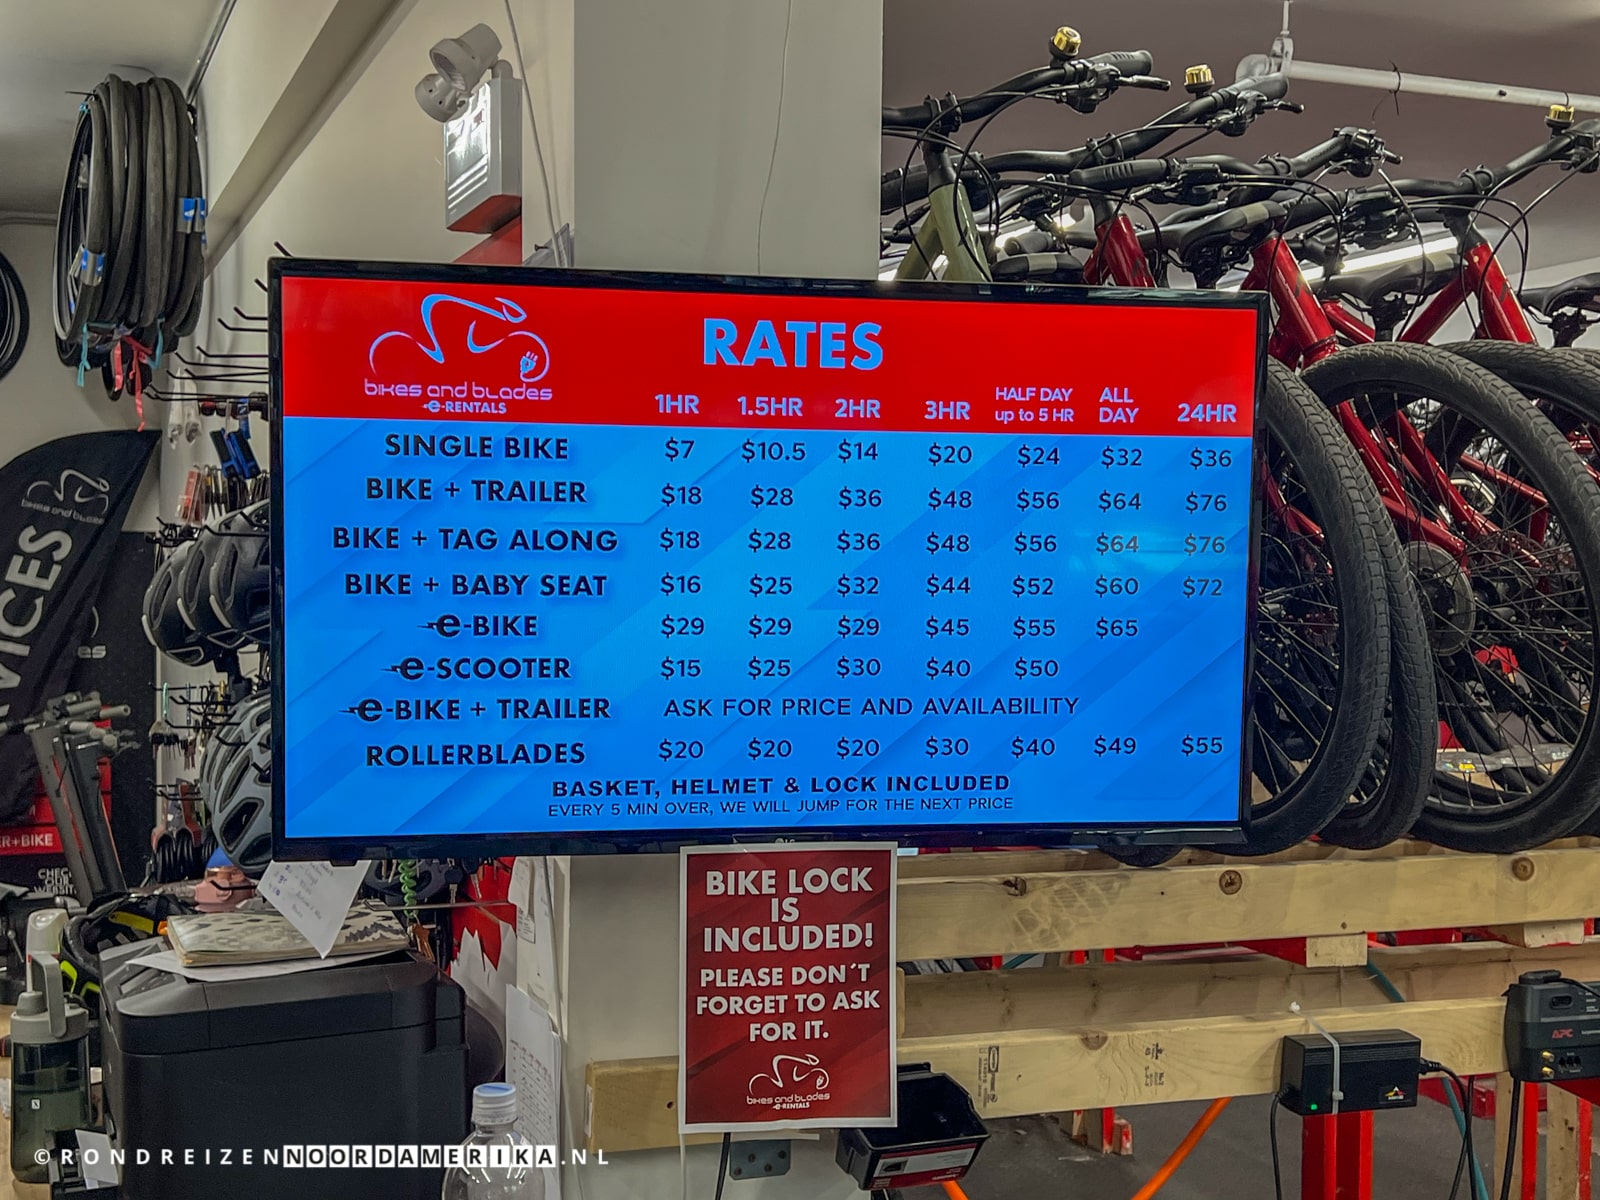 RATES
bikes and blades
e-RENTALS
1HR 1.5HR 2HR 3HR HALF DAY up to 5 HR ALL DAY 24HR
SINGLE BIKE $7 $10.5 $14 $20 $24 $32 $36
BIKE + TRAILER $18 $28 $36 $48 $56 $64 $76
BIKE + TAG ALONG $18 $28 $36 $48 $56 $64 $76
BIKE + BABY SEAT $16 $25 $32 $44 $52 $60 $72
e-BIKE $29 $29 $29 $45 $55 $65
e-SCOOTER $15 $25 $30 $40 $50
e-BIKE + TRAILER ASK FOR PRICE AND AVAILABILITY
ROLLERBLADES $20 $20 $20 $30 $40 $49 $55
BASKET, HELMET & LOCK INCLUDED
EVERY 5 MIN OVER, WE WILL JUMP FOR THE NEXT PRICE
BIKE LOCK
IS
INCLUDED!
PLEASE DON´T
FORGET TO ASK
FOR IT.
bikes and blades
e-RENTALS
APC
© RONDREIZENNOORDAMERIKA.NL